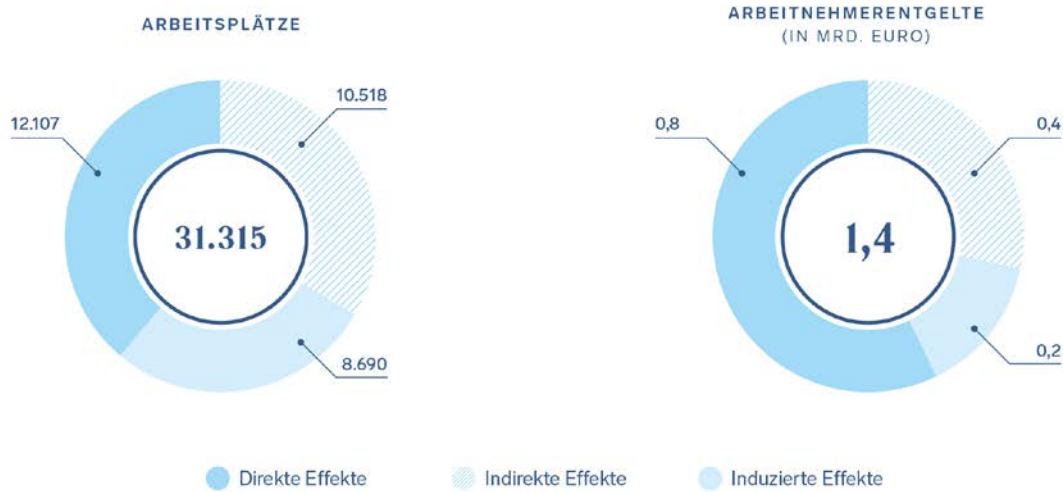 ARBEITSPLÄTZE
12.107
10.518
31.315
8.690
ARBEITNEHMERENTGELTE
(IN MRD. EURO)
0,8
0,4
1,4
0,2
Direkte Effekte
Indirekte Effekte
Induzierte Effekte